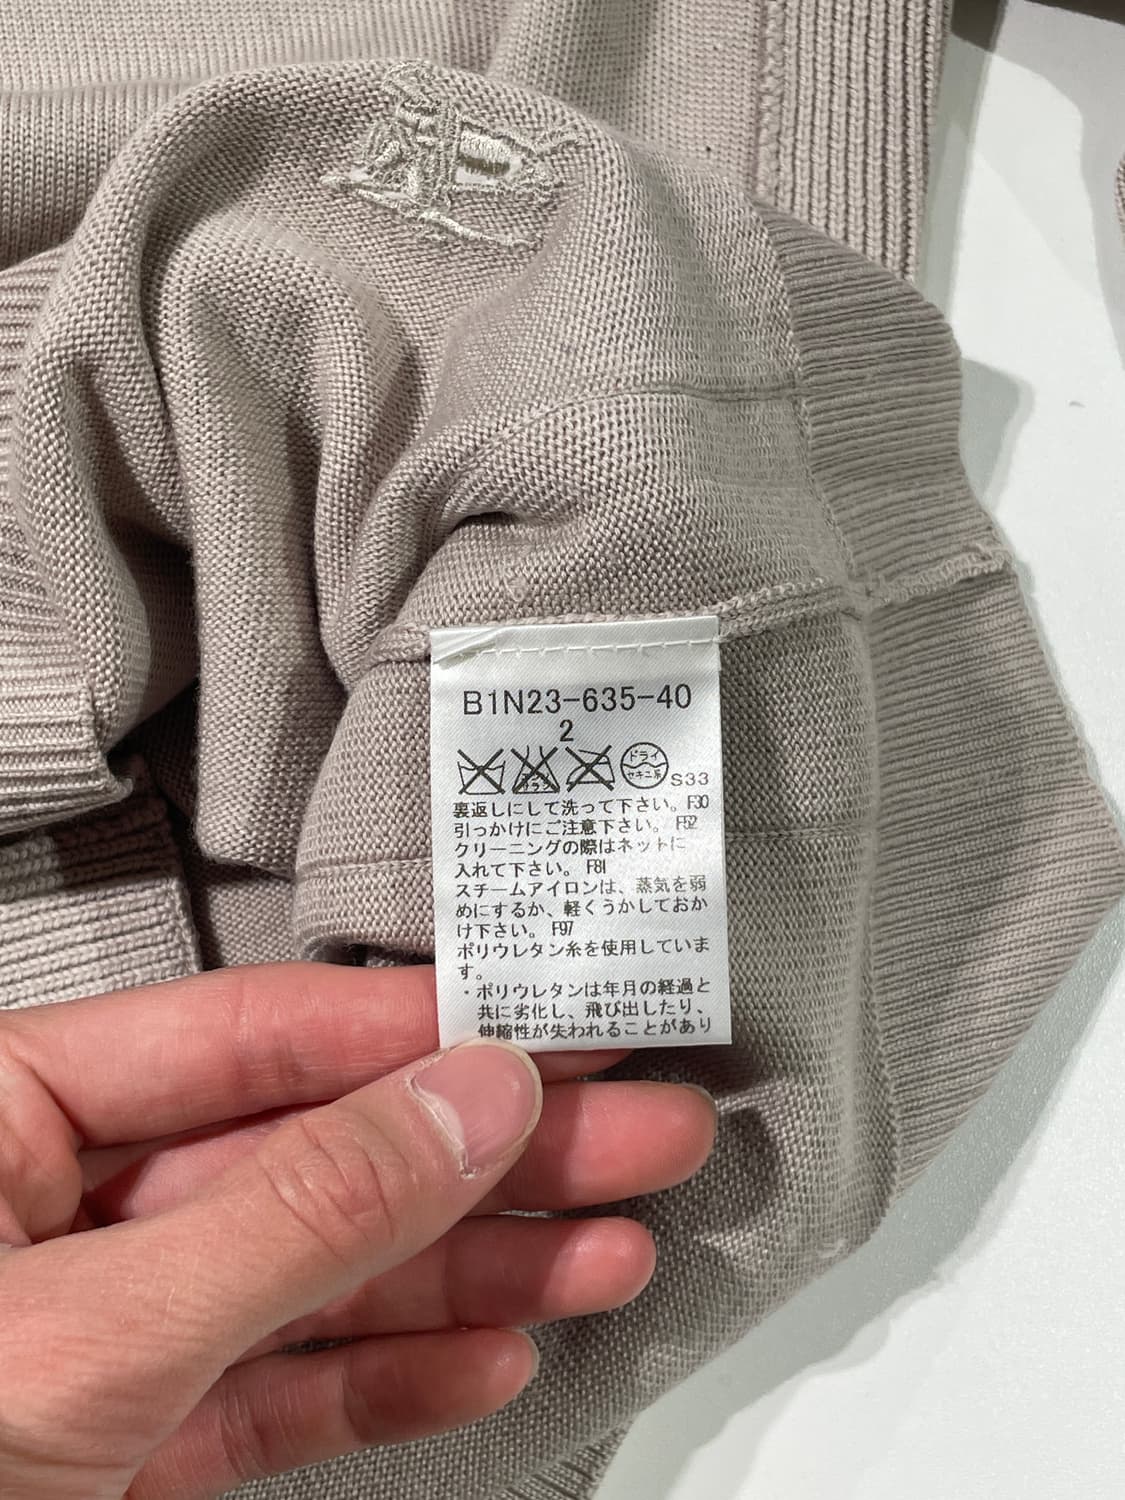 B1N23-635-40
2
ドライ
セキユ系
S33
裏返しにして洗って下さい。F30
引っかけにご注意下さい。 F52
クリーニングの際はネットに
入れて下さい。 F81
スチームアイロンは、蒸気を弱
めにするか、軽くうかしておか
け下さい。 F97
ポリウレタン糸を使用していま
す。
・ポリウレタンは年月の経過と
共に劣化し、飛び出したり、
伸縮性が失われることがあり